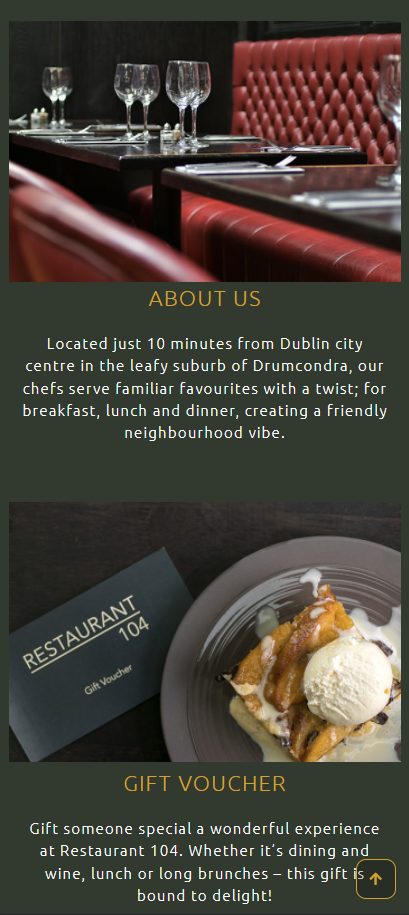 ABOUT US
Located just 10 minutes from Dublin city
centre in the leafy suburb of Drumcondra, our
chefs serve familiar favourites with a twist; for
breakfast, lunch and dinner, creating a friendly
neighbourhood vibe.
RESTAURANT
104
Gift Voucher
GIFT VOUCHER
Gift someone special a wonderful experience
at Restaurant 104. Whether it’s dining and
wine, lunch or long brunches – this gift is
bound to delight!